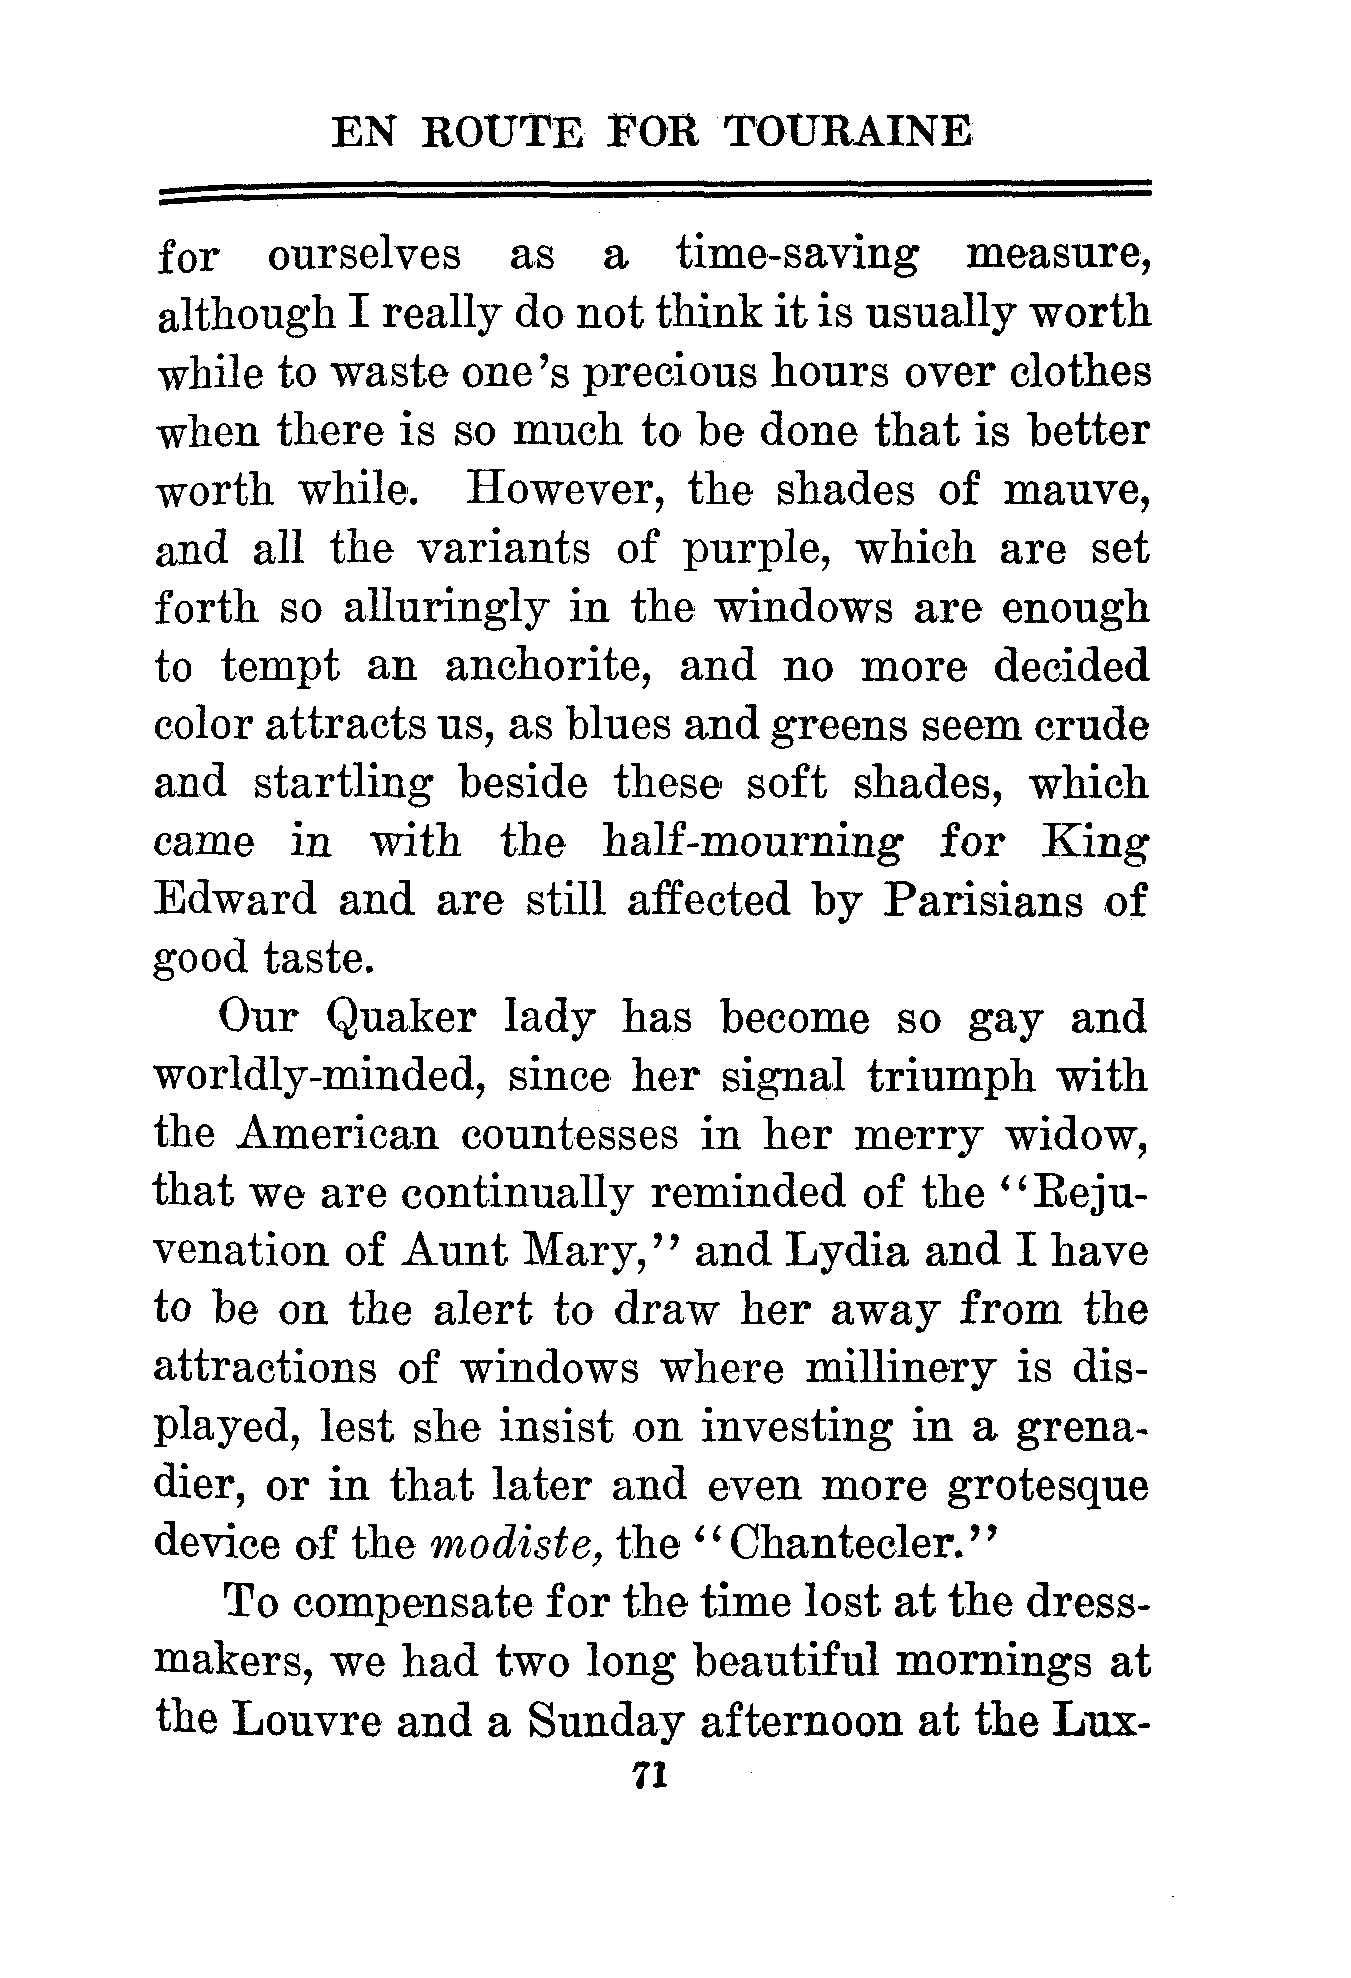 EN ROUTE FOR TOURAINE
for ourselves as a time-saving measure,
although I really do not think it is usually worth
while to waste one's precious hours over clothes
when there is so much to be done that is better
worth while. However, the shades of mauve,
and all the variants of purple, which are set
forth so alluringly in the windows are enough
to tempt an anchorite, and no more decided
color attracts us, as blues and greens seem crude
and startling beside these soft shades, which
came in with the half-mourning for King
Edward and are still affected by Parisians of
good taste.
Our Quaker lady has become so gay and
worldly-minded, since her signal triumph with
the American countesses in her merry widow,
that we are continually reminded of the "Reju-
venation of Aunt Mary," and Lydia and I have
to be on the alert to draw her away from the
attractions of windows where millinery is dis-
played, lest she insist on investing in a grena-
dier, or in that later and even more grotesque
device of the modiste, the "Chantecler."
To compensate for the time lost at the dress-
makers, we had two long beautiful mornings at
the Louvre and a Sunday afternoon at the Lux-
71